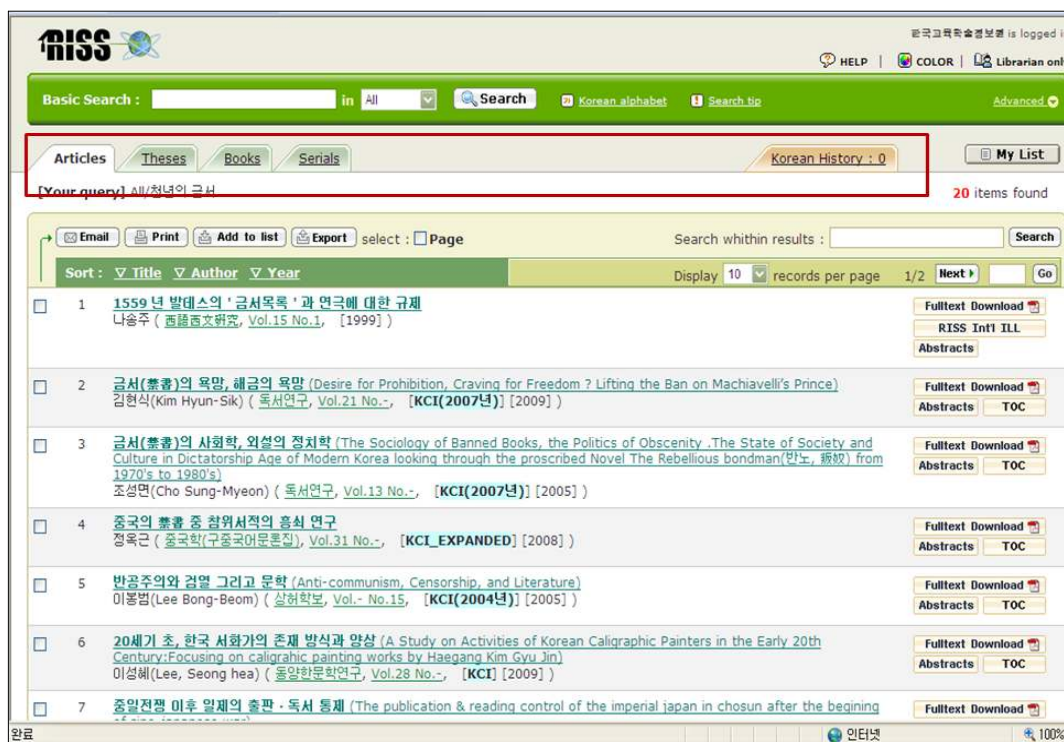 RISS
한국교육학술정보원 is logged i
HELP | COLOR | Librarian onl
Basic Search : in All Search Korean alphabet Search tip Advanced
Articles Theses Books Serials Korean History : 0 My List
[Your query] All/천년의 금서 20 items found
Email Print Add to list Export select : Page Search whithin results : Search
Sort : ▽ Title ▽ Author ▽ Year Display 10 records per page 1/2 Next Go
1 1559 년 발데스의 ' 금서목록 ' 과 연극에 대한 규제 Fulltext Download
나송주 ( 西語西文硏究, Vol.15 No.1, [1999] ) RISS Int'l ILL
Abstracts
2 금서(禁書)의 욕망, 해금의 욕망 (Desire for Prohibition, Craving for Freedom ? Lifting the Ban on Machiavelli's Prince) Fulltext Download
김현식(Kim Hyun-Sik) ( 독서연구, Vol.21 No.-, [KCI(2007년)] [2009] ) Abstracts TOC
3 금서(禁書)의 사회학, 외설의 정치학 (The Sociology of Banned Books, the Politics of Obscenity .The State of Society and Fulltext Download
Culture in Dictatorship Age of Modern Korea looking through the proscribed Novel The Rebellious bondman(반노, 叛奴) from Abstracts TOC
1970's to 1980's)
조성면(Cho Sung-Myeon) ( 독서연구, Vol.13 No.-, [KCI(2007년)] [2005] )
4 중국의 禁書 중 참위서적의 흥쇠 연구 Fulltext Download
정옥근 ( 중국학(구중국어문론집), Vol.31 No.-, [KCI_EXPANDED] [2008] ) Abstracts TOC
5 반공주의와 검열 그리고 문학 (Anti-communism, Censorship, and Literature) Fulltext Download
이봉범(Lee Bong-Beom) ( 상허학보, Vol.- No.15, [KCI(2004년)] [2005] ) Abstracts TOC
6 20세기 초, 한국 서화가의 존재 방식과 양상 (A Study on Activities of Korean Caligraphic Painters in the Early 20th Fulltext Download
Century:Focusing on caligrahic painting works by Haegang Kim Gyu Jin) Abstracts TOC
이성혜(Lee, Seong hea) ( 동양한문학연구, Vol.28 No.-, [KCI] [2009] )
7 중일전쟁 이후 일제의 출판 · 독서 통제 (The publication & reading control of the imperial japan in chosun after the begining Fulltext Download
완료 인터넷 100%